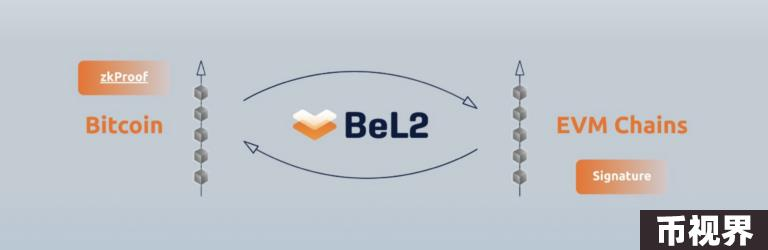 zkProof
Bitcoin
BeL2
EVM Chains
Signature
币视界